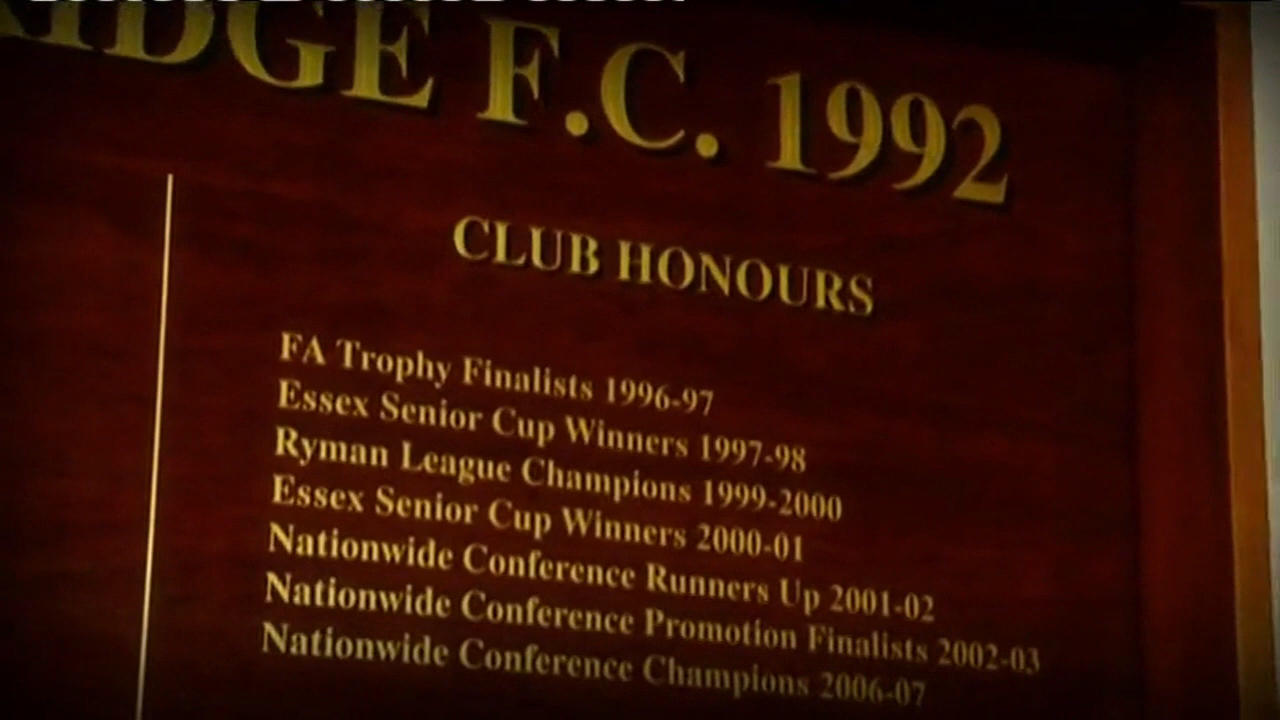 IDGE F.C. 1992
CLUB HONOURS
FA Trophy Finalists 1996-97
Essex Senior Cup Winners 1997-98
Ryman League Champions 1999-2000
Essex Senior Cup Winners 2000-01
Nationwide Conference Runners Up 2001-02
Nationwide Conference Promotion Finalists 2002-03
Nationwide Conference Champions 2006-07